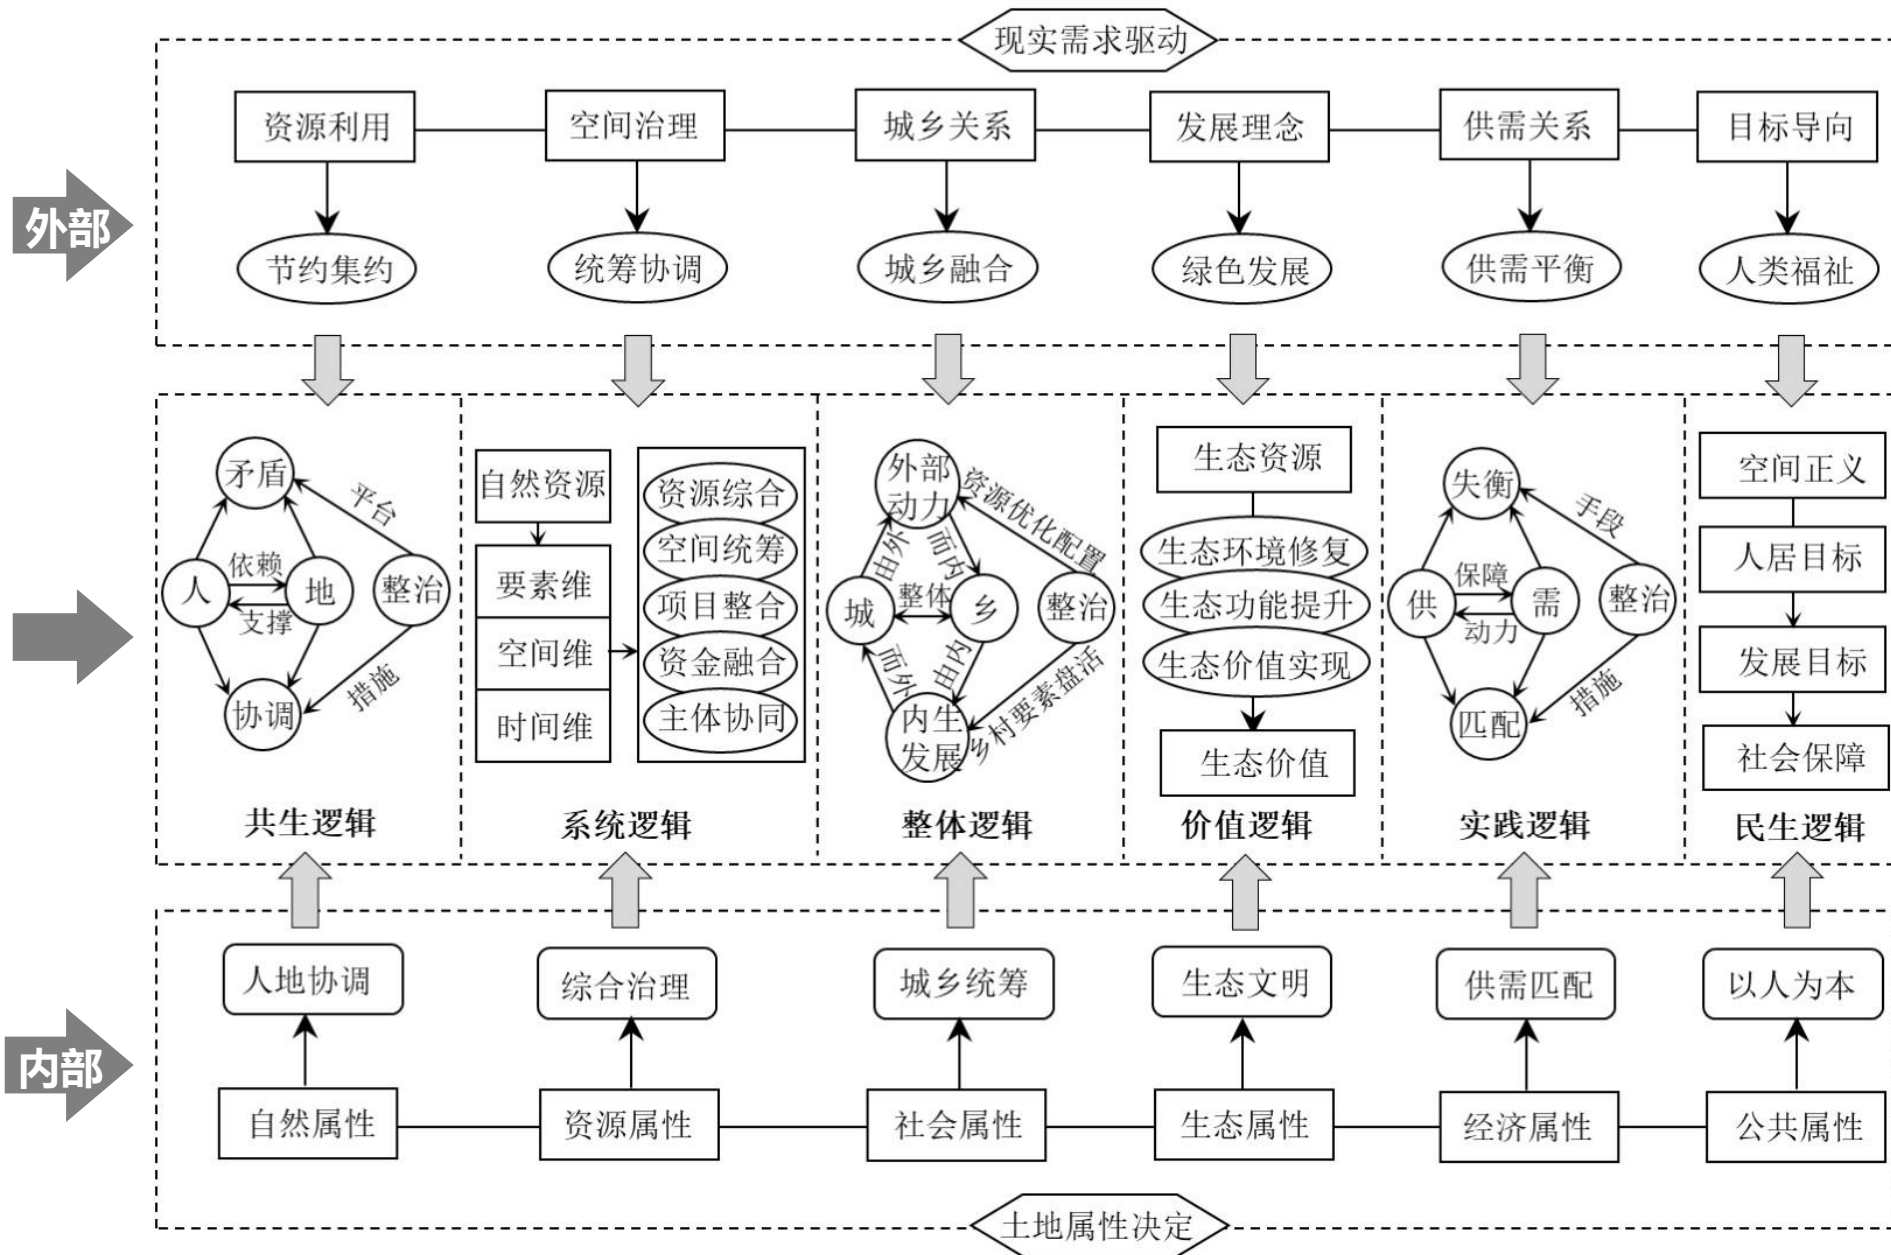 现实需求驱动
资源利用
空间治理
城乡关系
发展理念
供需关系
目标导向
外部
节约集约
统筹协调
城乡融合
绿色发展
供需平衡
人类福祉
矛盾
平台
人
依赖
支撑
地
整治
协调
措施
共生逻辑
自然资源
要素维
空间维
时间维
资源综合
空间统筹
项目整合
资金融合
主体协同
系统逻辑
外部
动力
资源优化配置
由外
而内
城
整体
乡
整治
而外
由内
内生
发展
乡村要素盘活
整体逻辑
生态资源
生态环境修复
生态功能提升
生态价值实现
生态价值
价值逻辑
失衡
手段
供
保障
动力
需
整治
匹配
措施
实践逻辑
空间正义
人居目标
发展目标
社会保障
民生逻辑
人地协调
综合治理
城乡统筹
生态文明
供需匹配
以人为本
内部
自然属性
资源属性
社会属性
生态属性
经济属性
公共属性
土地属性决定